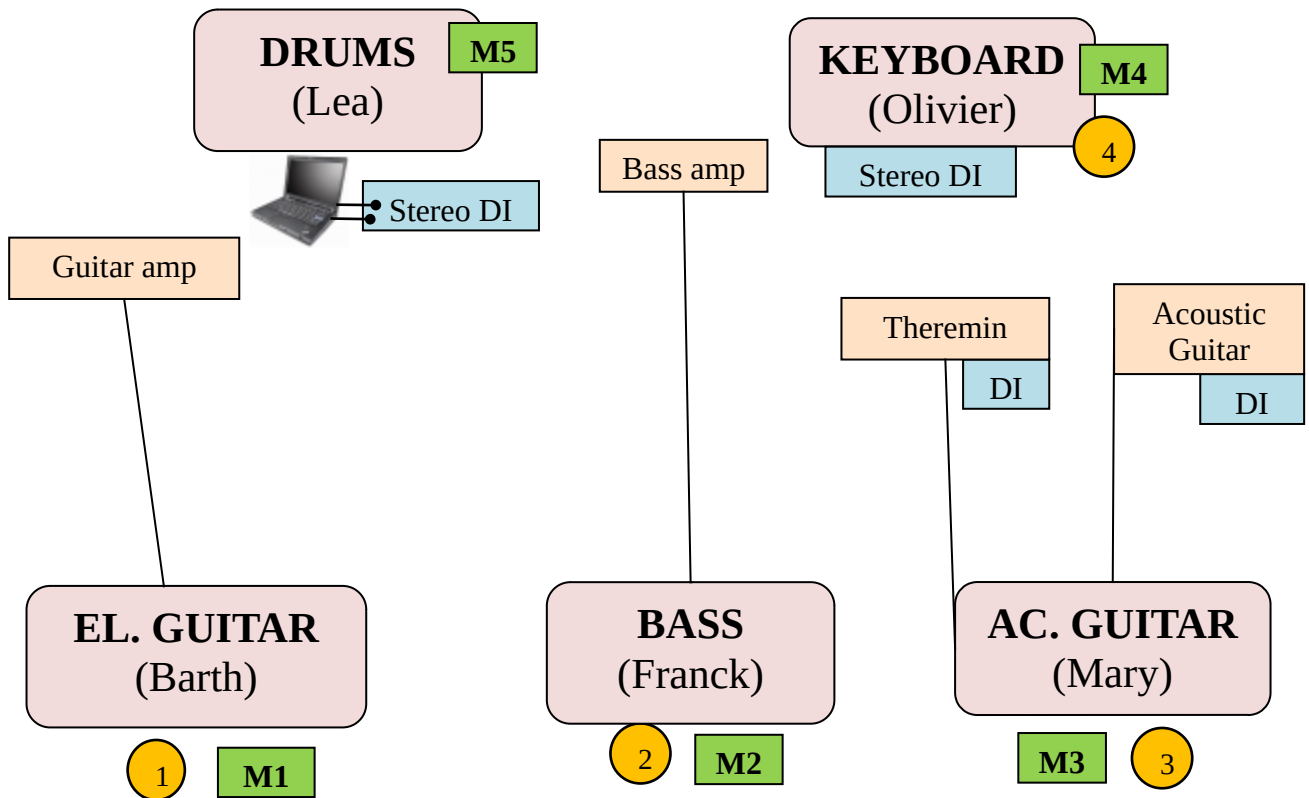 DRUMS
(Lea)
M5
KEYBOARD
(Olivier)
M4
4
Stereo DI
Bass amp
Stereo DI
Guitar amp
Theremin
DI
Acoustic
Guitar
DI
EL. GUITAR
(Barth)
BASS
(Franck)
AC. GUITAR
(Mary)
1
M1
2
M2
M3
3